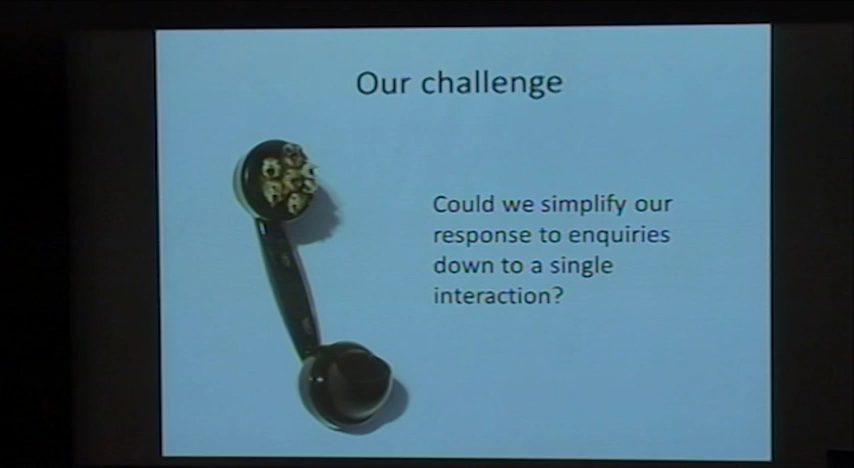 Our challenge
Could we simplify our
response to enquiries
down to a single
interaction?